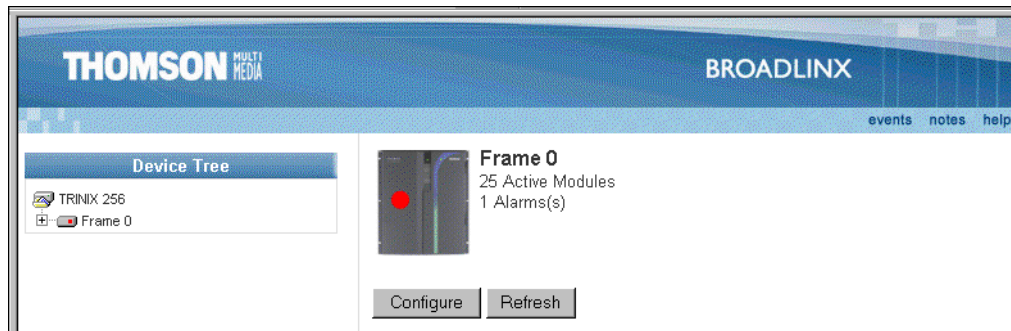 THOMSON MULTI MEDIA
BROADLINX
events notes help
Device Tree
TRINIX 256
Frame 0
Frame 0
25 Active Modules
1 Alarms(s)
Configure Refresh